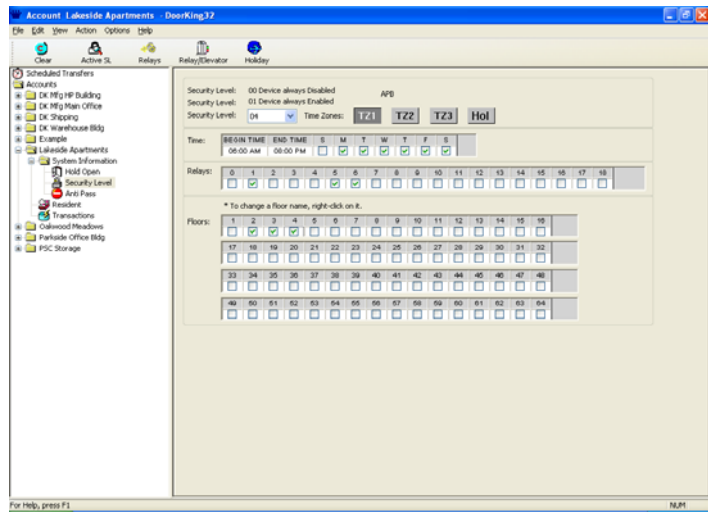 Account Lakeside Apartments - DoorKing32
File Edit View Action Options Help
Clear Active SL Relays Relay/Elevator Holiday
Scheduled Transfers
Accounts
DK Mfg HP Building
DK Mfg Main Office
DK Shipping
DK Warehouse Bldg
Example
Lakeside Apartments
System Information
Hold Open
Security Level
Anti Pass
Resident
Transactions
Oakwood Meadows
Parkside Office Bldg
PSC Storage
Security Level: 00 Device always Disabled APB
Security Level: 01 Device always Enabled
Security Level: 04 Time Zones: TZ1 TZ2 TZ3 Hol
Time: BEGIN TIME END TIME S M T W T F S
06:00 AM 08:00 PM
Relays: 0 1 2 3 4 5 6 7 8 9 10 11 12 13 14 15 16 17 18
* To change a floor name, right-click on it.
Floors: 1 2 3 4 5 6 7 8 9 10 11 12 13 14 15 16
17 18 19 20 21 22 23 24 25 26 27 28 29 30 31 32
33 34 35 36 37 38 39 40 41 42 43 44 45 46 47 48
49 50 51 52 53 54 55 56 57 58 59 60 61 62 63 64
For Help, press F1 NUM